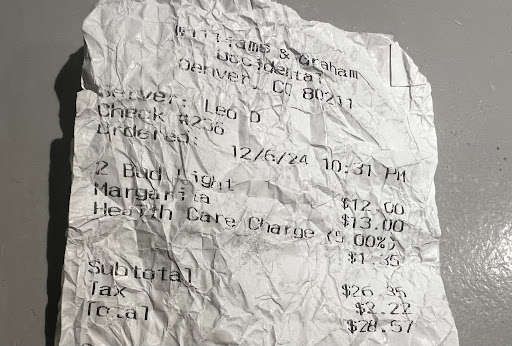 Williams & Graham
Occidental
Denver, CO 80211
Server: Leo D
Check #236
Ordered:
12/6/24 10:31 PM
2 Bud Light $12.00
Margarita $13.00
Health Care Charge
$1.35
Subtotal $26.35
Tax $2.22
Total $28.57